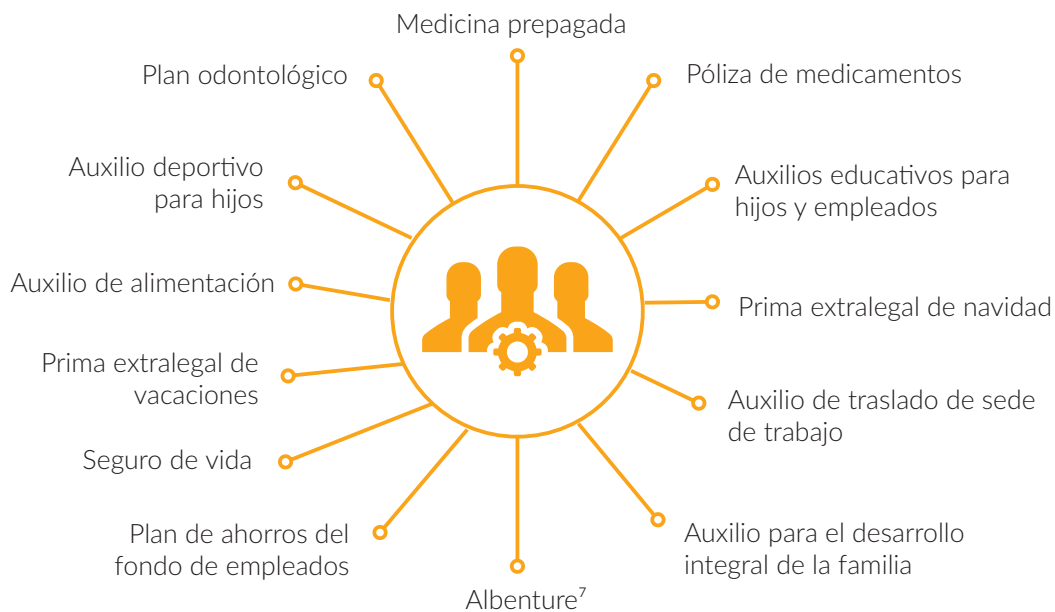 Medicina prepagada
Plan odontológico
Póliza de medicamentos
Auxilio deportivo
para hijos
Auxilios educativos para
hijos y empleados
Auxilio de alimentación
Prima extralegal de navidad
Prima extralegal de
vacaciones
Auxilio de traslado de sede
de trabajo
Seguro de vida
Plan de ahorros del
fondo de empleados
Auxilio para el desarrollo
integral de la familia
Albenture⁷